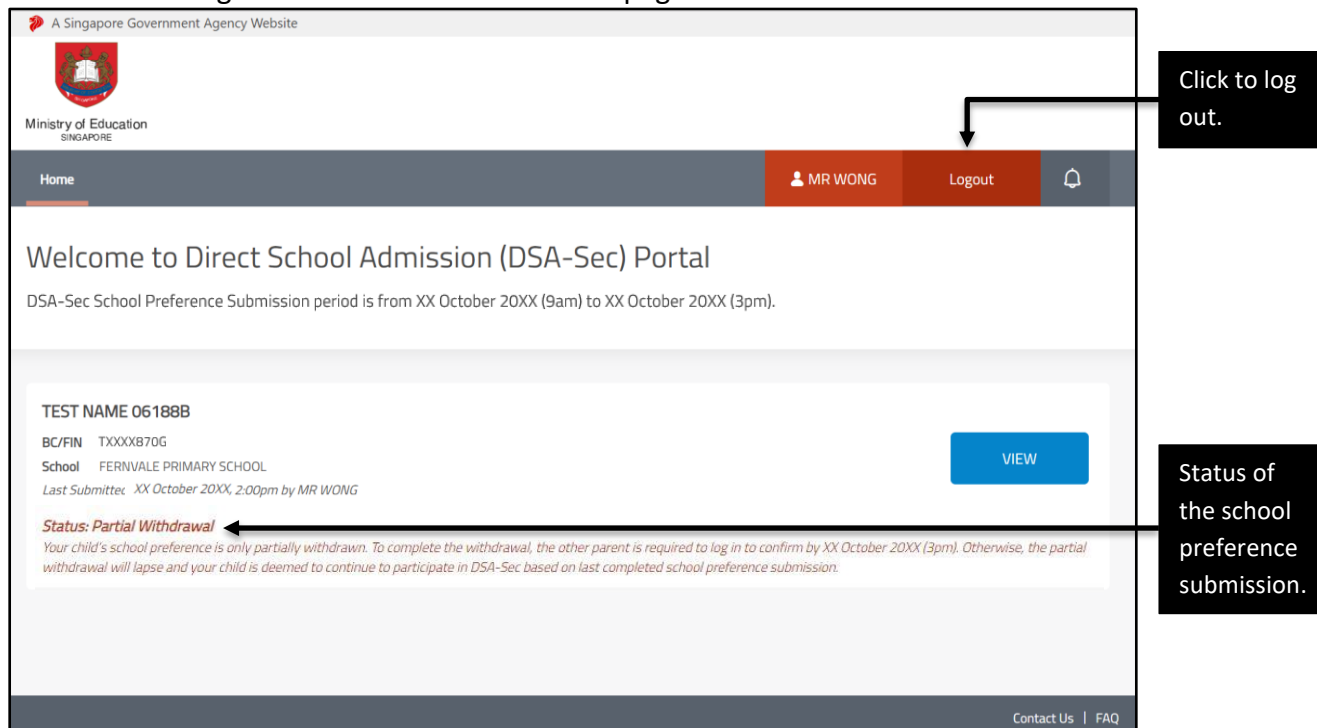 A Singapore Government Agency Website
Ministry of Education
SINGAPORE
Click to log
out.
Home
MR WONG
Logout
Welcome to Direct School Admission (DSA-Sec) Portal
DSA-Sec School Preference Submission period is from XX October 20XX (9am) to XX October 20XX (3pm).
TEST NAME 06188B
BC/FIN TXXXX870G
School FERNVALE PRIMARY SCHOOL
VIEW
Last Submitted XX October 20XX, 2:00pm by MR WONG
Status: Partial Withdrawal
Your child's school preference is only partially withdrawn. To complete the withdrawal, the other parent is required to log in to confirm by XX October 20XX (3pm). Otherwise, the partial
withdrawal will lapse and your child is deemed to continue to participate in DSA-Sec based on last completed school preference submission.
Status of
the school
preference
submission.
Contact Us | FAQ